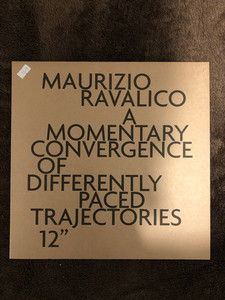 MAURIZIO
RAVALICO
A
MOMENTARY
CONVERGENCE
OF
DIFFERENTLY
PACED
TRAJECTORIES
12”